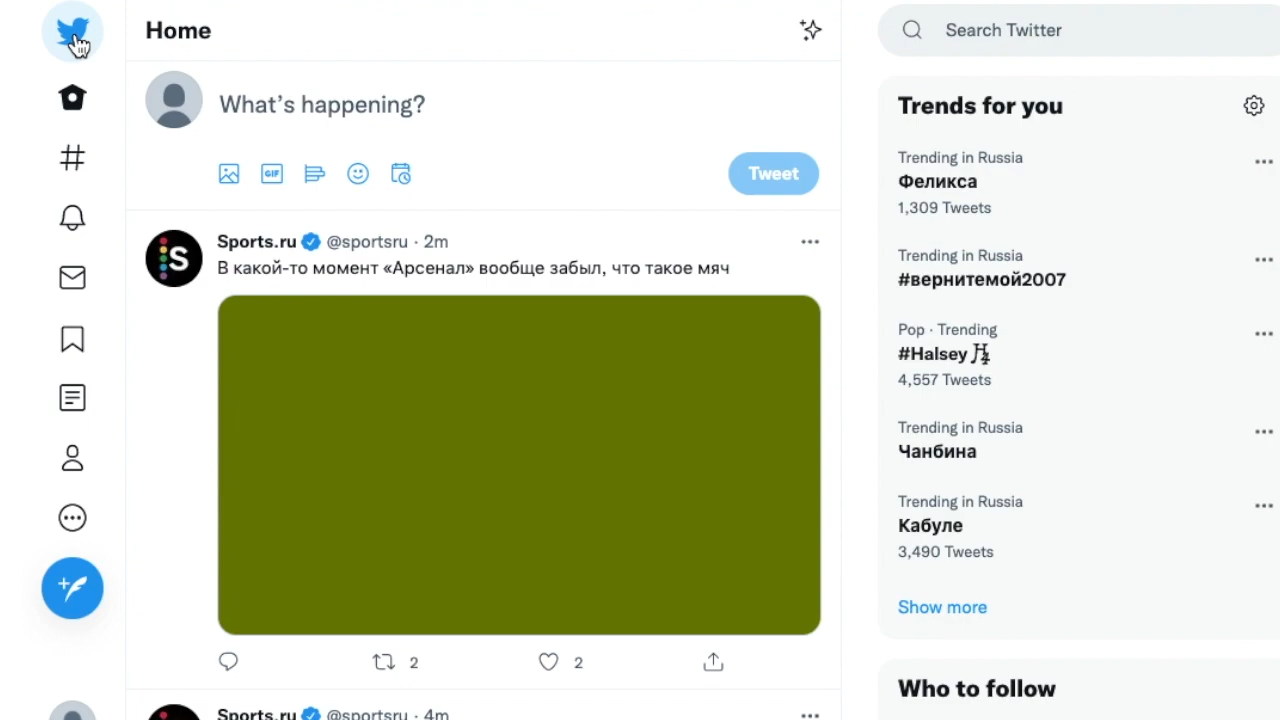 Home
What's happening?
GIF
Tweet
Sports.ru @sportsru · 2m
В какой-то момент «Арсенал» вообще забыл, что такое мяч
2
2
Sports.ru @sportsru · 4m
Search Twitter
Trends for you
Trending in Russia
Феликса
1,309 Tweets
Trending in Russia
#вернитемой2007
Pop · Trending
#Halsey
4,557 Tweets
Trending in Russia
Чанбина
Trending in Russia
Кабуле
3,490 Tweets
Show more
Who to follow